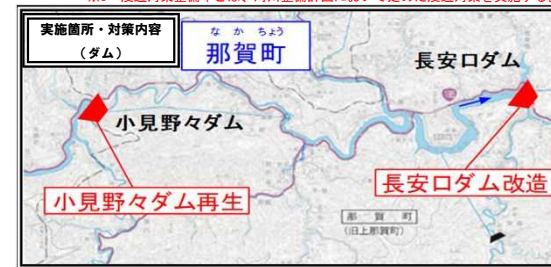 実施箇所・対策内容
（ダム）
なかちょう
那賀町
長安口ダム
小見野々ダム
小見野々ダム再生
長安口ダム改造
那賀町
(旧上那賀町)